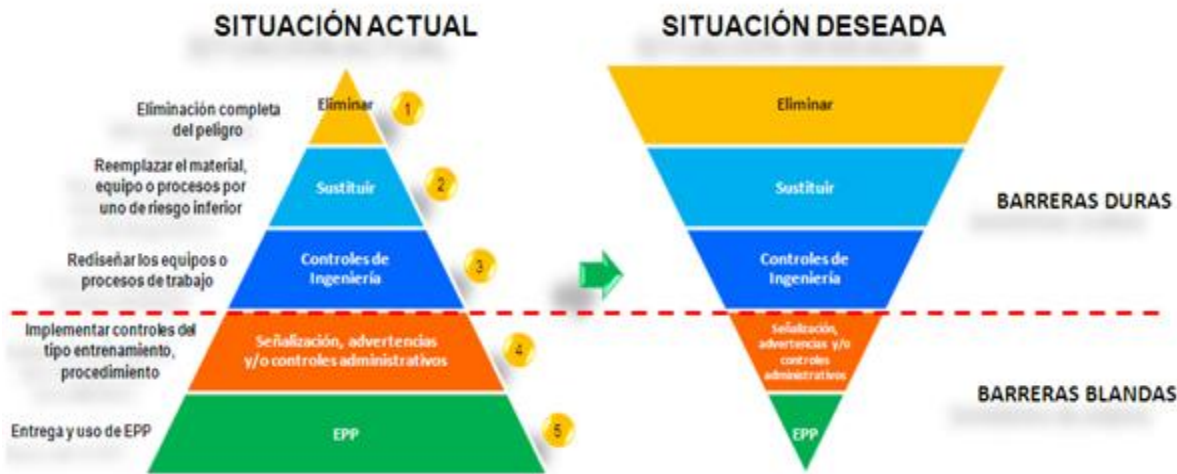 SITUACIÓN ACTUAL
Eliminación completa
del peligro
Eliminar
1
Reemplazar el material,
equipo o procesos por
uno de riesgo inferior
Sustituir
2
Rediseñar los equipos o
procesos de trabajo
Controles de
Ingeniería
3
Implementar controles del
tipo entrenamiento,
procedimiento
Señalización, advertencias
y/o controles administrativos
4
Entrega y uso de EPP
EPP
5
SITUACIÓN DESEADA
Eliminar
Sustituir
Controles de
Ingeniería
Señalización,
advertencias y/o
controles
administrativos
EPP
BARRERAS DURAS
BARRERAS BLANDAS